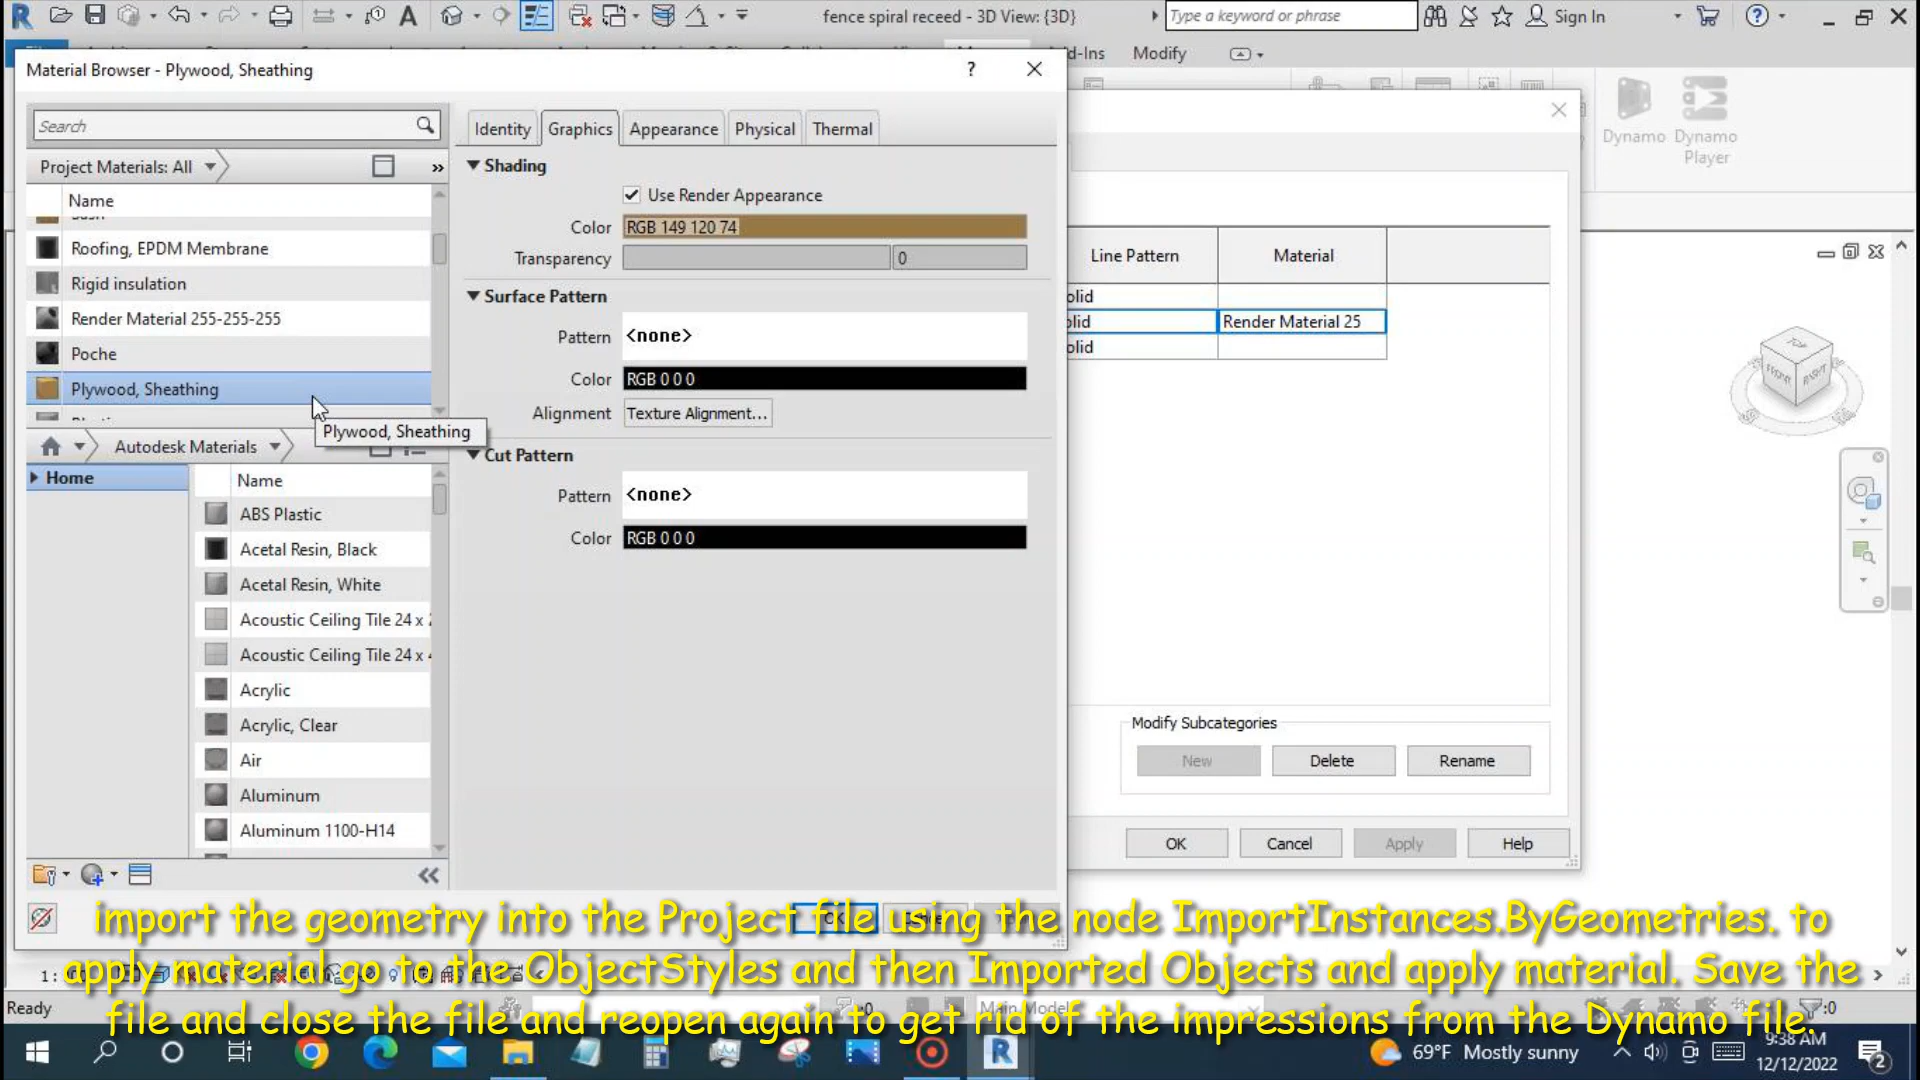 fence spiral receed - 3D View: {3D}
Type a keyword or phrase
Sign In
Material Browser - Plywood, Sheathing
d-Ins
Modify
Search
Identity
Graphics
Appearance
Physical
Thermal
Dynamo
Dynamo
Player
Project Materials: All
Shading
Name
Use Render Appearance
Color
RGB 149 120 74
Roofing, EPDM Membrane
Transparency
0
Line Pattern
Material
Rigid insulation
Surface Pattern
olid
Render Material 255-255-255
Pattern
<none>
olid
Render Material 25
Poche
olid
Plywood, Sheathing
Color
RGB 0 0 0
Alignment
Texture Alignment...
Plywood, Sheathing
Autodesk Materials
Cut Pattern
Home
Name
Pattern
<none>
ABS Plastic
Acetal Resin, Black
Color
RGB 0 0 0
Acetal Resin, White
Acoustic Ceiling Tile 24 x
Acoustic Ceiling Tile 24 x
Acrylic
Acrylic, Clear
Modify Subcategories
Air
New
Delete
Rename
Aluminum
Aluminum 1100-H14
OK
Cancel
Apply
Help
import the geometry into the Project file using the node ImportInstances.ByGeometries. to
apply material go to the ObjectStyles and then Imported Objects and apply material. Save the
file and close the file and reopen again to get rid of the impressions from the Dynamo file.
Ready
Main Model
:0
:0
69°F Mostly sunny
9:38 AM
12/12/2022
2